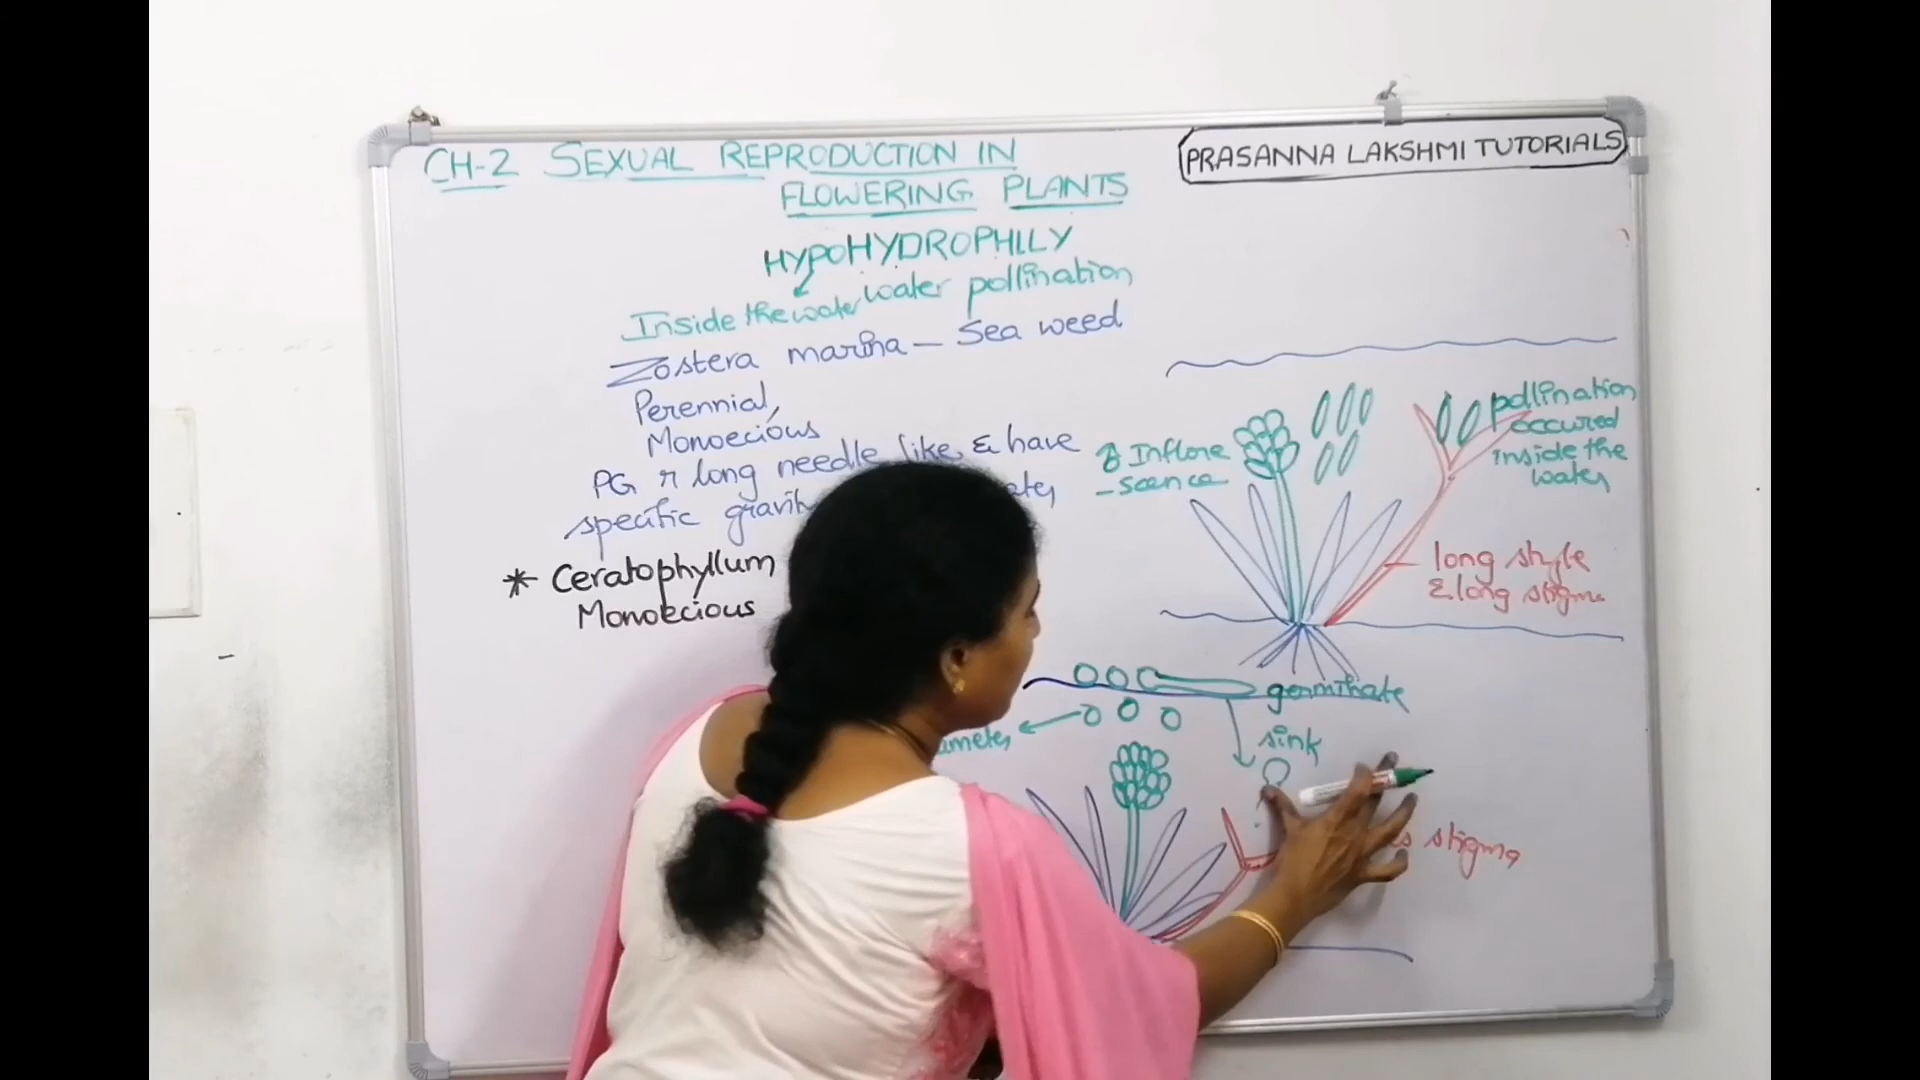 CH-2 SEXUAL REPRODUCTION IN
FLOWERING PLANTS
PRASANNA LAKSHMI TUTORIALS
HYPOHYDROPHILY
water pollination
Inside the water
Zostera marina - Sea weed
Perennial,
Monoecious
PG r long needle like & have
specific
* Ceratophyllum
Monoecious
Inflore
-scence
pollination
occured
inside the
water
long style
& long stigma
germinate
sink
stigma